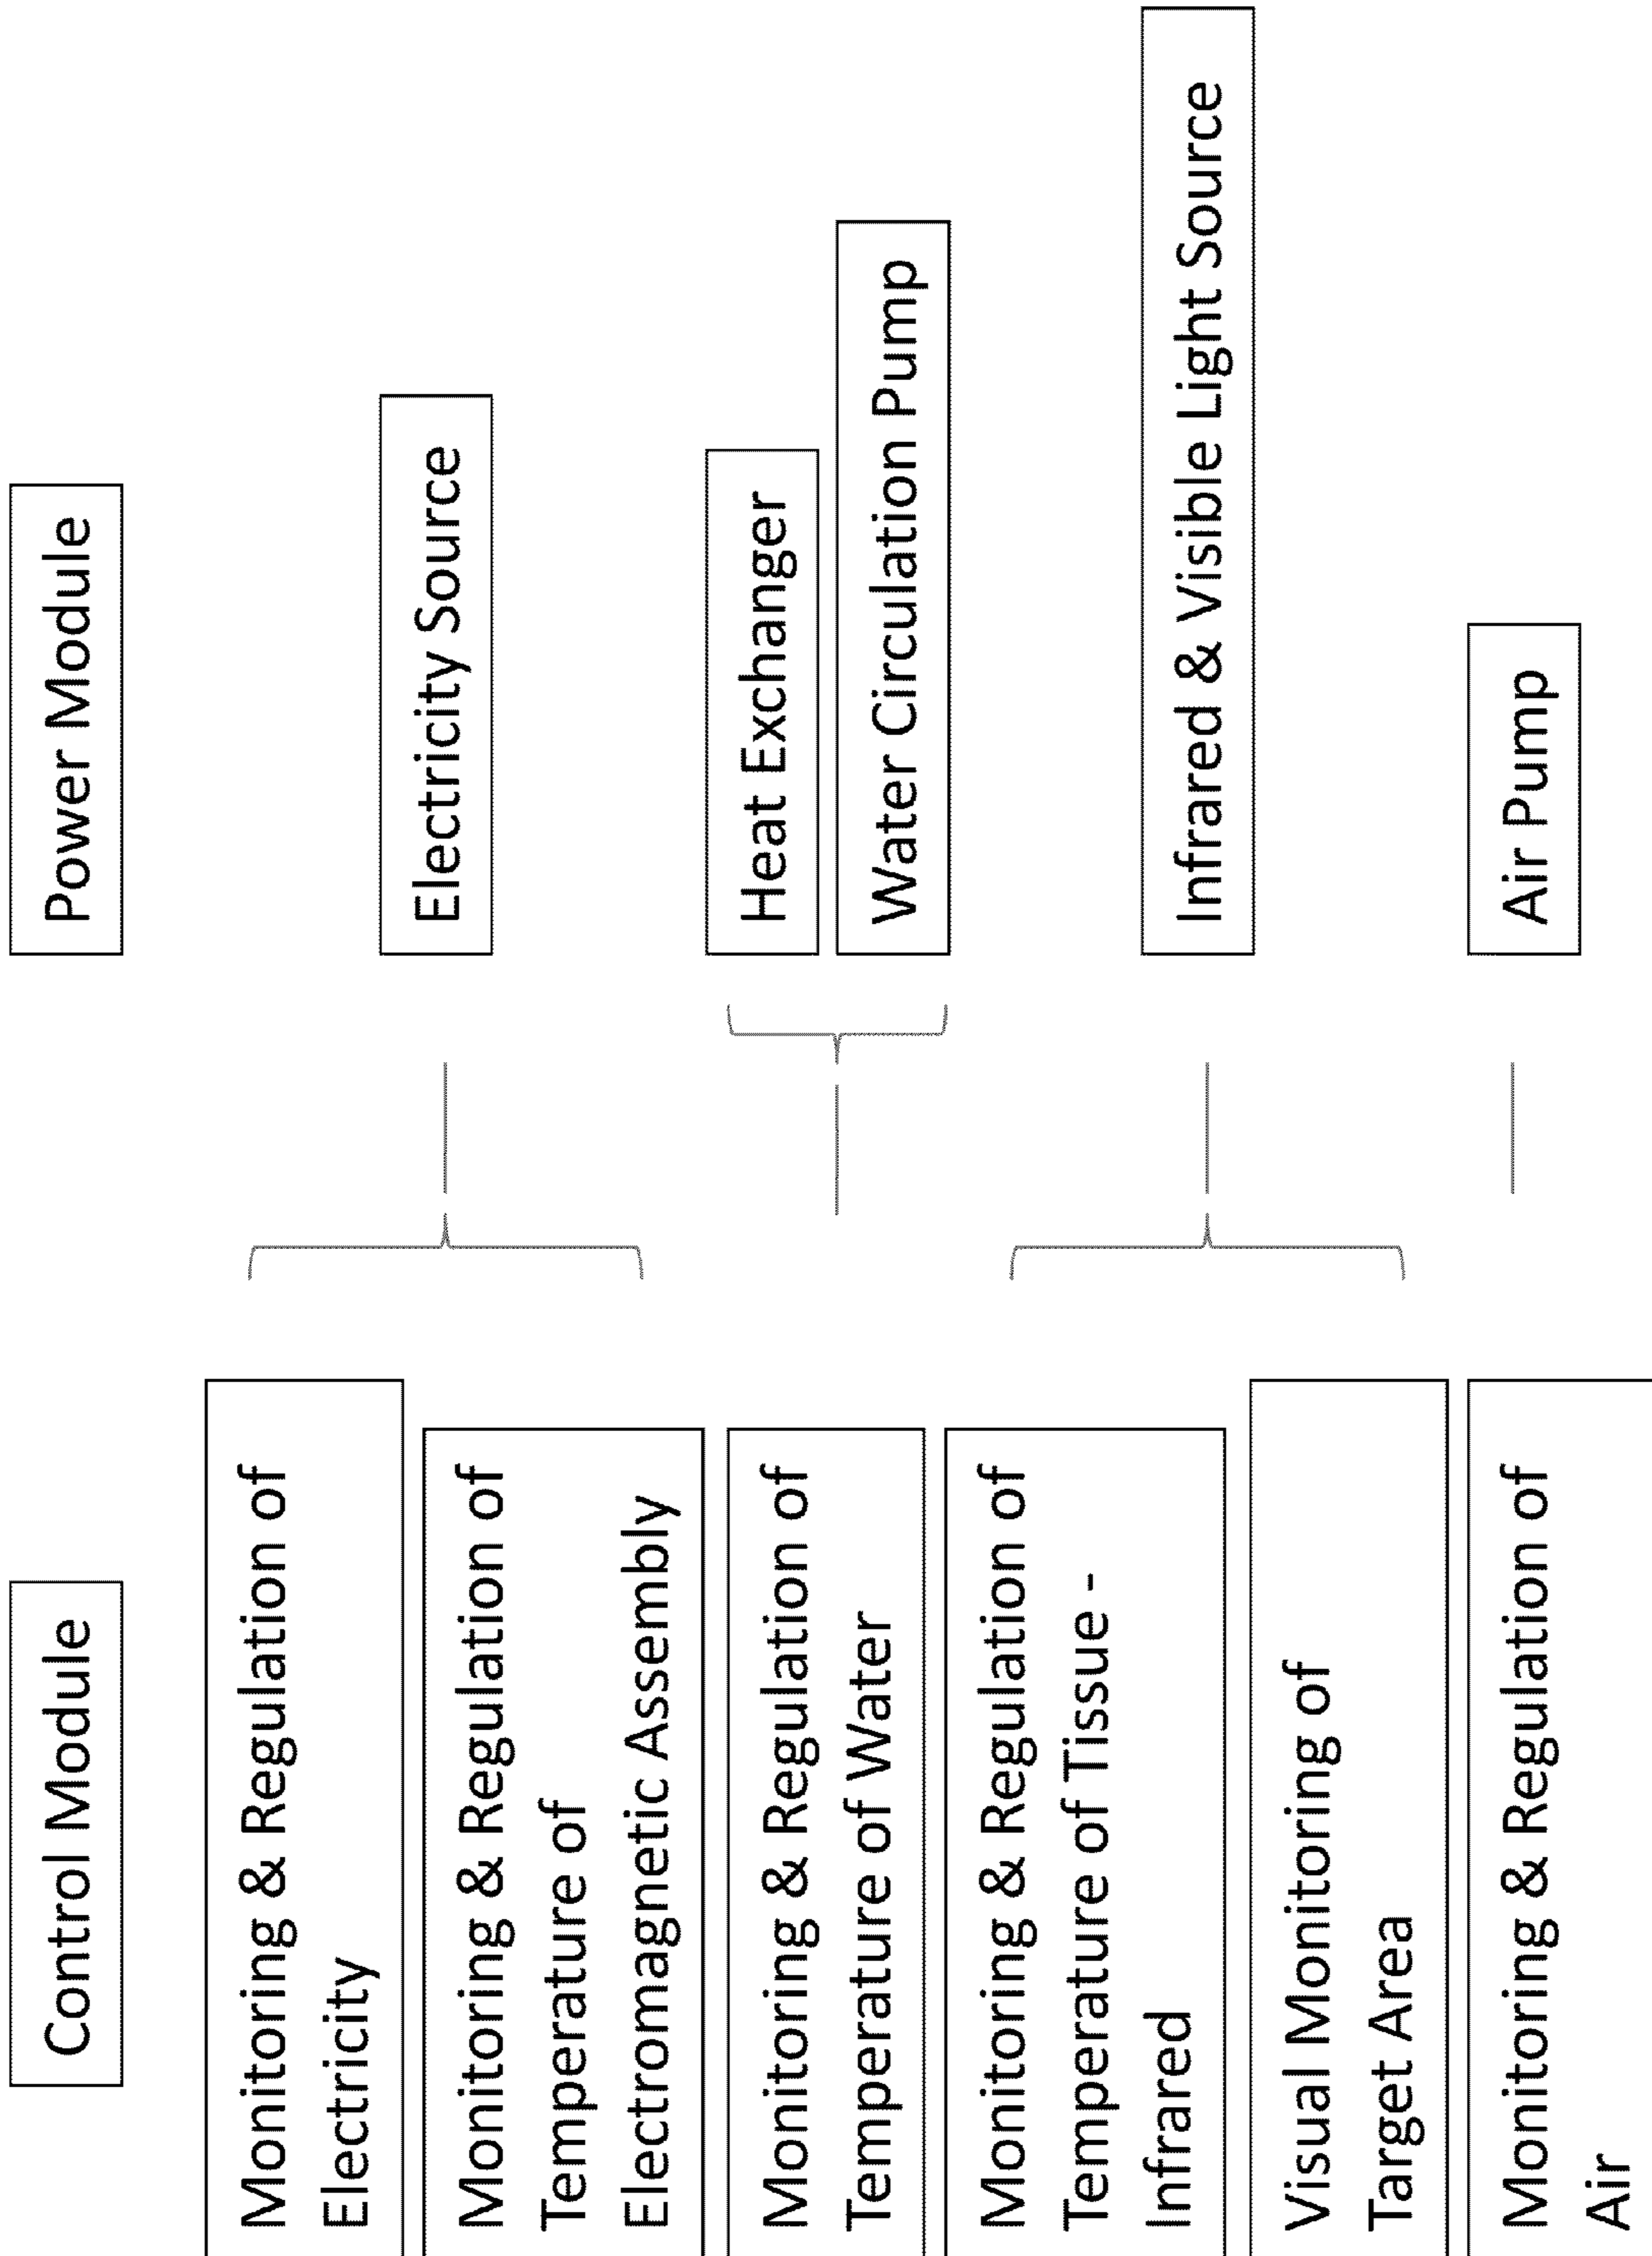 Control Module
Monitoring & Regulation of
Electricity
Monitoring & Regulation of
Temperature of
Electromagnetic Assembly
Monitoring & Regulation of
Temperature of Water
Monitoring & Regulation of
Temperature of Tissue -
Infrared
Visual Monitoring of
Target Area
Monitoring & Regulation of
Air
Power Module
Electricity Source
Heat Exchanger
Water Circulation Pump
Infrared & Visible Light Source
Air Pump